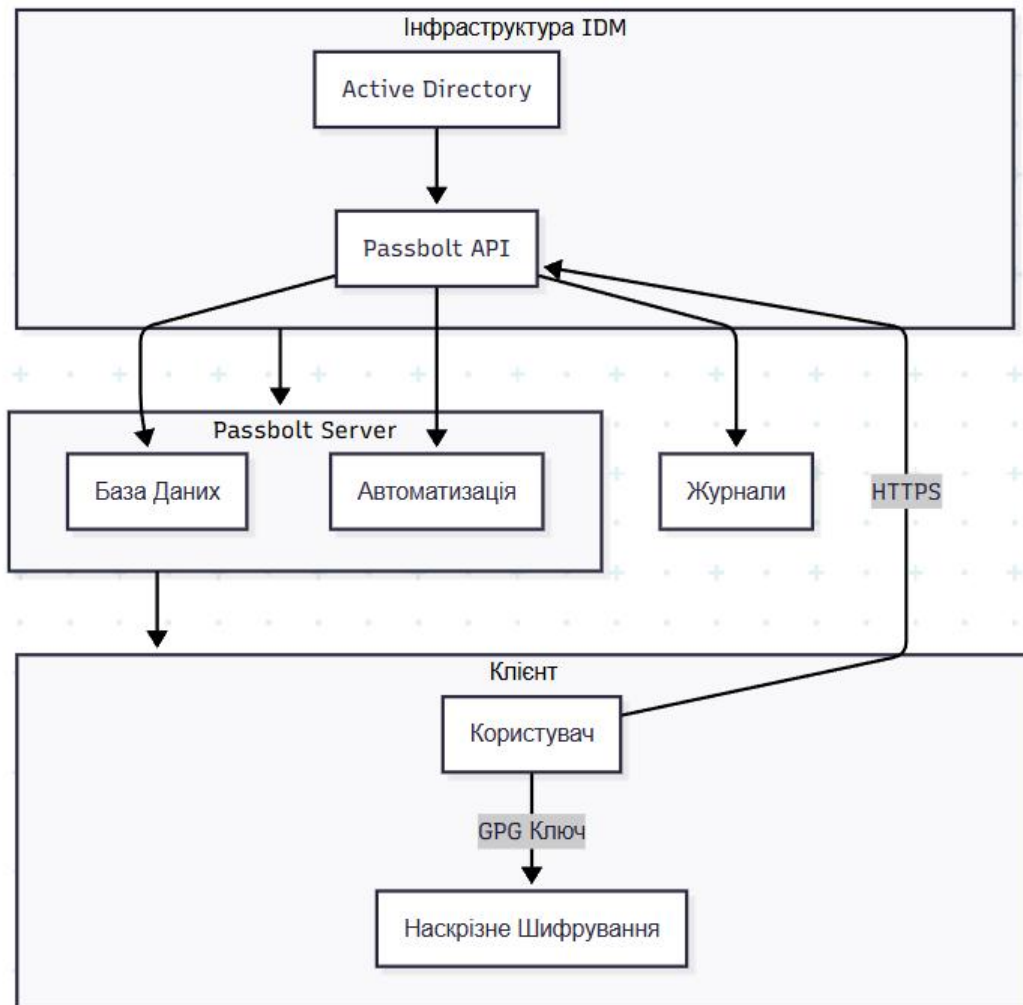 Інфраструктура IDM
Active Directory
Passbolt API
Passbolt Server
База Даних
Автоматизація
Журнали
HTTPS
Клієнт
Користувач
GPG Ключ
Наскрізне Шифрування